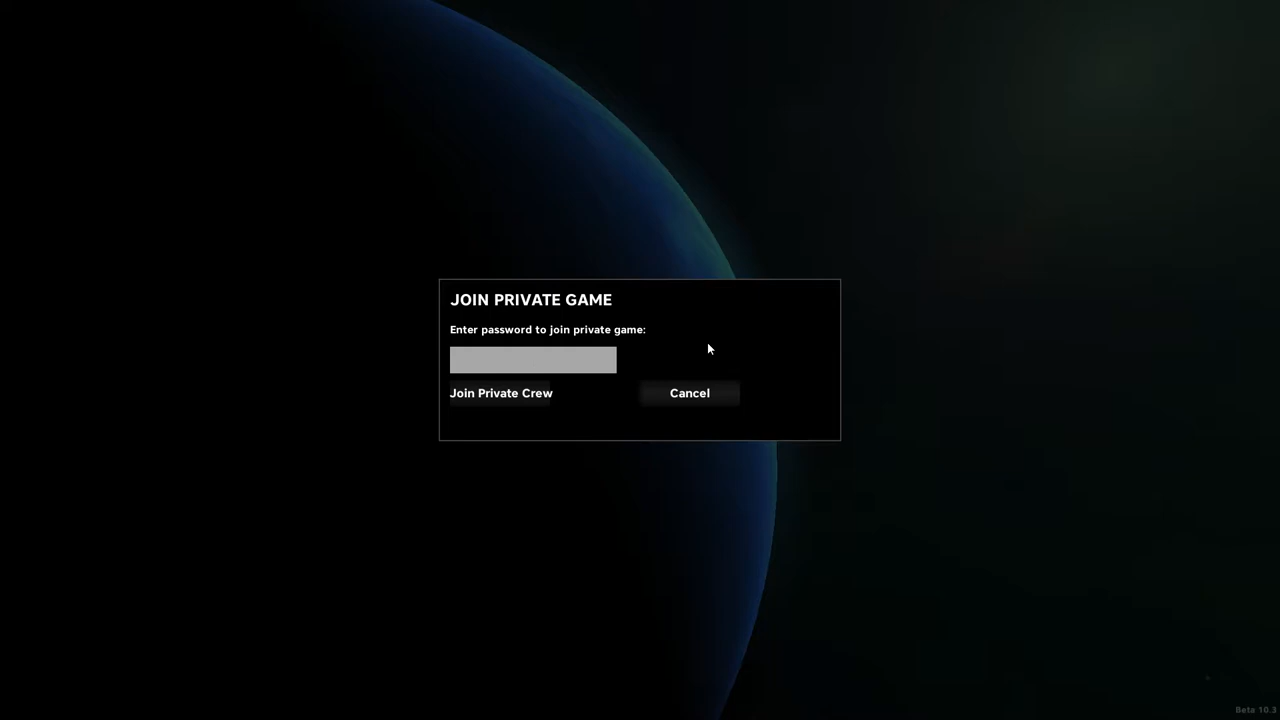 JOIN PRIVATE GAME
Enter password to join private game:
Join Private Crew
Cancel
Beta 10.3